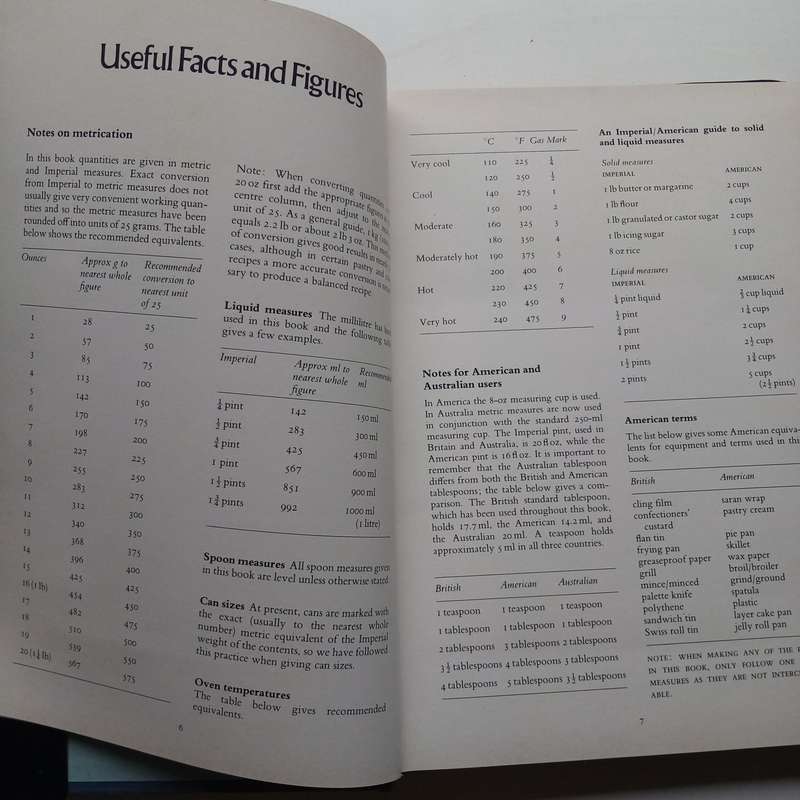 Useful Facts and Figures
Notes on metrication
In this book quantities are given in metric
and Imperial measures. Exact conversion
from Imperial to metric measures does not
usually give very convenient working quan-
tities and so the metric measures have been
rounded off into units of 25 grams. The table
below shows the recommended equivalents.
Ounces Approx g to Recommended
nearest whole conversion to
figure nearest unit
of 25
1 28 25
2 57 50
3 85 75
4 113 100
5 142 150
6 170 175
7 198 200
8 227 225
9 255 250
10 283 275
11 312 300
12 340 350
13 368 375
14 396 400
15 425 425
16 (1 lb) 454 450
17 482 475
18 510 500
19 539 550
20 (1¼ lb) 567 575
Note: When converting quantities
20 oz first add the appropriate figures
centre column, then adjust to the
unit of 25. As a general guide, 1 kg
equals 2.2 lb or about 2 lb 3 oz. This
of conversion gives good results in
cases, although in certain pastry and
recipes a more accurate conversion is
sary to produce a balanced recipe.
Liquid measures The millilitre has
used in this book and the following
gives a few examples.
Imperial Approx ml to Recommended
nearest whole ml
figure
¼ pint 142 150 ml
½ pint 283 300 ml
¾ pint 425 450 ml
1 pint 567 600 ml
1½ pints 851 900 ml
1¾ pints 992 1000 ml
(1 litre)
Spoon measures All spoon measures given
in this book are level unless otherwise stated.
Can sizes At present, cans are marked with
the exact (usually to the nearest whole
number) metric equivalent of the Imperial
weight of the contents, so we have followed
this practice when giving can sizes.
Oven temperatures
The table below gives recommended
equivalents.
6
°C °F Gas Mark
Very cool 110 225 ¼
120 250 ½
Cool 140 275 1
150 300 2
Moderate 160 325 3
180 350 4
Moderately hot 190 375 5
200 400 6
Hot 220 425 7
230 450 8
Very hot 240 475 9
Notes for American and
Australian users
In America the 8-oz measuring cup is used.
In Australia metric measures are now used
in conjunction with the standard 250-ml
measuring cup. The Imperial pint, used in
Britain and Australia, is 20 fl oz, while the
American pint is 16 fl oz. It is important to
remember that the Australian tablespoon
differs from both the British and American
tablespoons; the table below gives a com-
parison. The British standard tablespoon,
which has been used throughout this book,
holds 17.7 ml, the American 14.2 ml, and
the Australian 20 ml. A teaspoon holds
approximately 5 ml in all three countries.
British American Australian
1 teaspoon 1 teaspoon 1 teaspoon
1 tablespoon 1 tablespoon 1 tablespoon
2 tablespoons 3 tablespoons 2 tablespoons
3½ tablespoons 4 tablespoons 3 tablespoons
4 tablespoons 5 tablespoons 3½ tablespoons
An Imperial/American guide to solid
and liquid measures
Solid measures
IMPERIAL AMERICAN
1 lb butter or margarine 2 cups
1 lb flour 4 cups
1 lb granulated or castor sugar 2 cups
1 lb icing sugar 3 cups
8 oz rice 1 cup
Liquid measures
IMPERIAL AMERICAN
¼ pint liquid ⅔ cup liquid
½ pint 1¼ cups
¾ pint 2 cups
1 pint 2½ cups
1½ pints 3¾ cups
2 pints 5 cups
(2½ pints)
American terms
The list below gives some American equiva-
lents for equipment and terms used in this
book.
British American
cling film saran wrap
confectioners' pastry cream
custard
flan tin pie pan
frying pan skillet
greaseproof paper wax paper
grill broil/broiler
mince/minced grind/ground
palette knife spatula
polythene plastic
sandwich tin layer cake pan
Swiss roll tin jelly roll pan
NOTE: WHEN MAKING ANY OF THE
IN THIS BOOK, ONLY FOLLOW ONE
MEASURES AS THEY ARE NOT INTERC
ABLE.
7